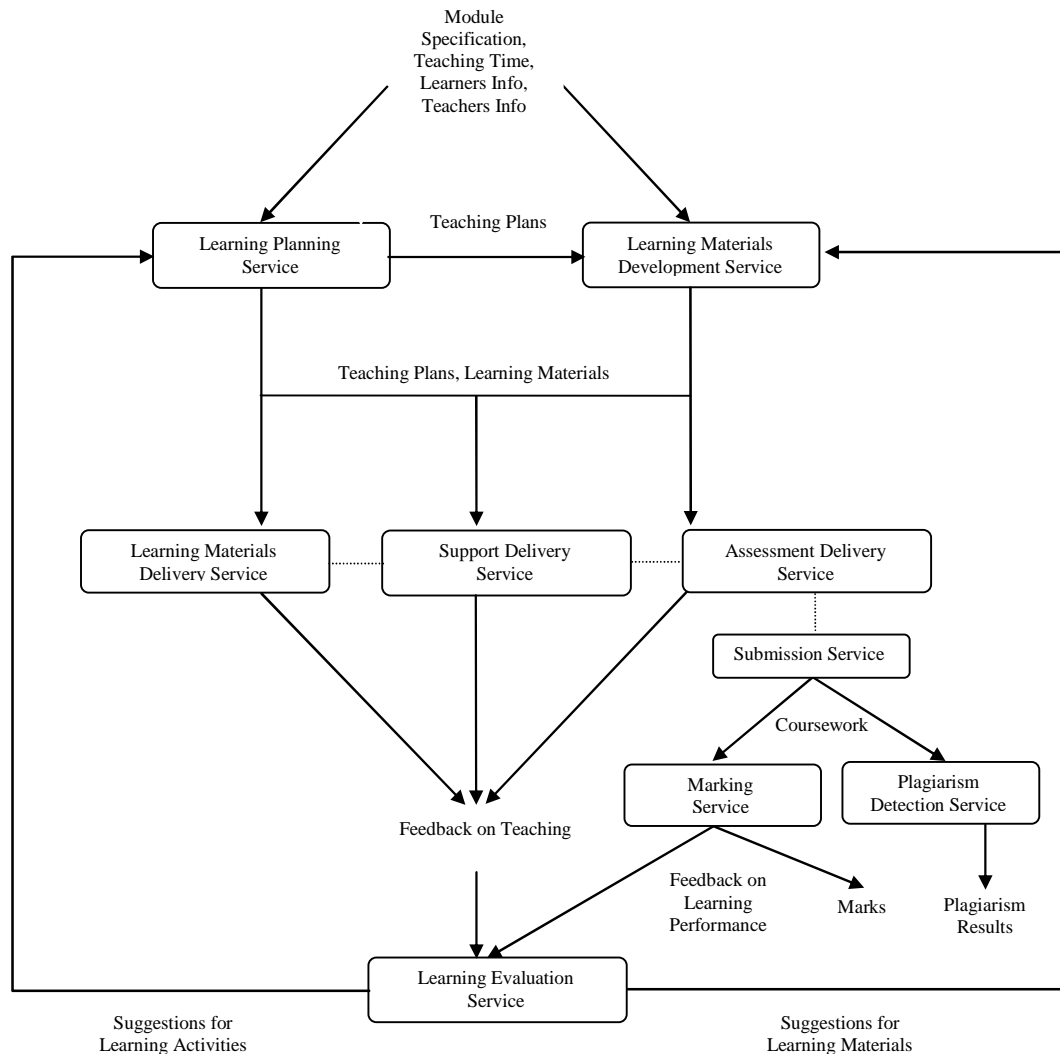 Module
Specification,
Teaching Time,
Learners Info,
Teachers Info
Teaching Plans
Learning Planning
Service
Learning Materials
Development Service
Teaching Plans, Learning Materials
Learning Materials
Delivery Service
Support Delivery
Service
Assessment Delivery
Service
Submission Service
Coursework
Marking
Service
Plagiarism
Detection Service
Feedback on Teaching
Feedback on
Learning
Performance
Marks
Plagiarism
Results
Learning Evaluation
Service
Suggestions for
Learning Activities
Suggestions for
Learning Materials